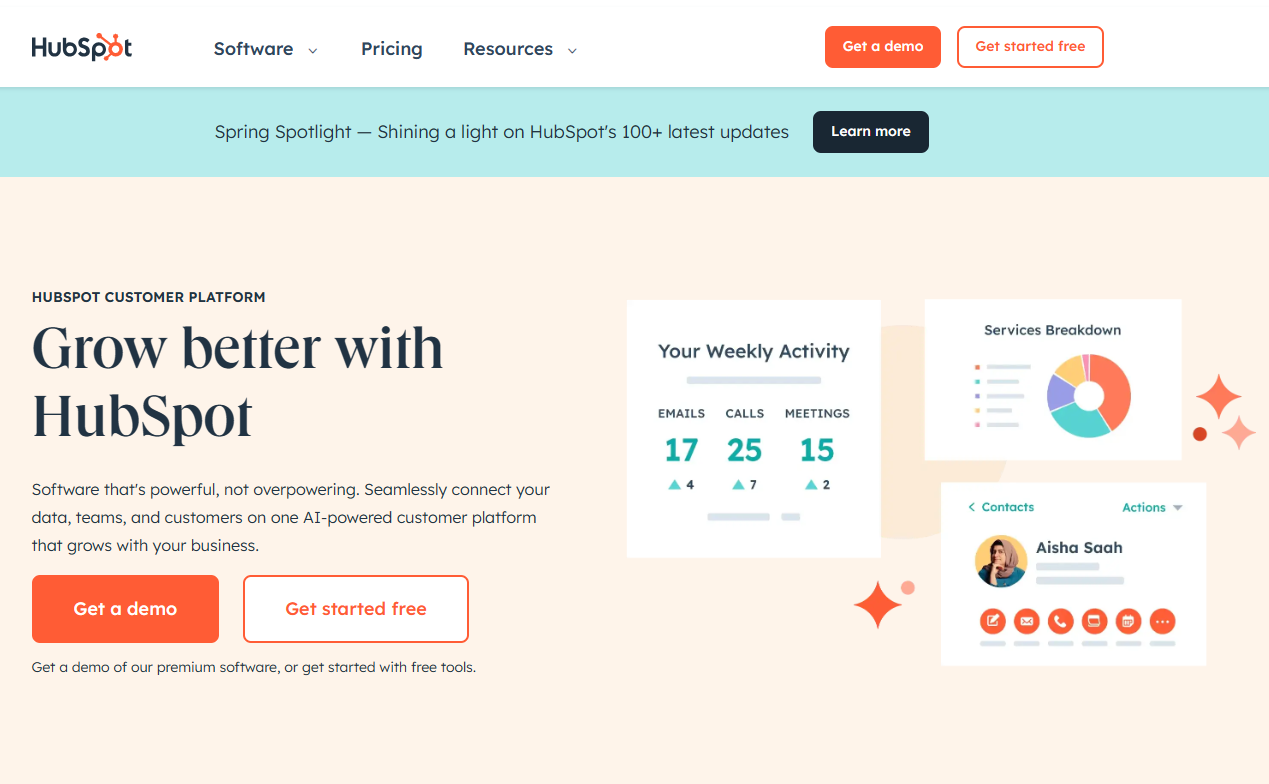 HubSpot
Software
Pricing
Resources
Get a demo
Get started free
Spring Spotlight — Shining a light on HubSpot's 100+ latest updates
Learn more
HUBSPOT CUSTOMER PLATFORM
Grow better with
HubSpot
Software that's powerful, not overpowering. Seamlessly connect your
data, teams, and customers on one AI-powered customer platform
that grows with your business.
Get a demo
Get started free
Get a demo of our premium software, or get started with free tools.
Your Weekly Activity
EMAILS CALLS MEETINGS
17 25 15
4 7 2
Services Breakdown
Contacts
Actions
Aisha Saah